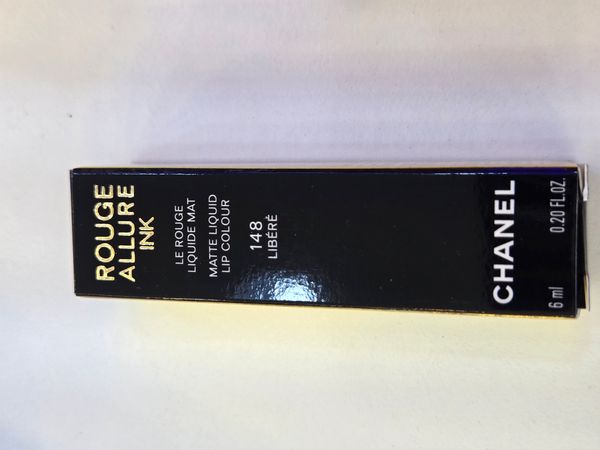 ROUGE
ALLURE
INK
LE ROUGE
LIQUIDE MAT
MATTE LIQUID
LIP COLOUR
148
LIBÉRÉ
CHANEL
6 ml 0.20 FL.OZ.